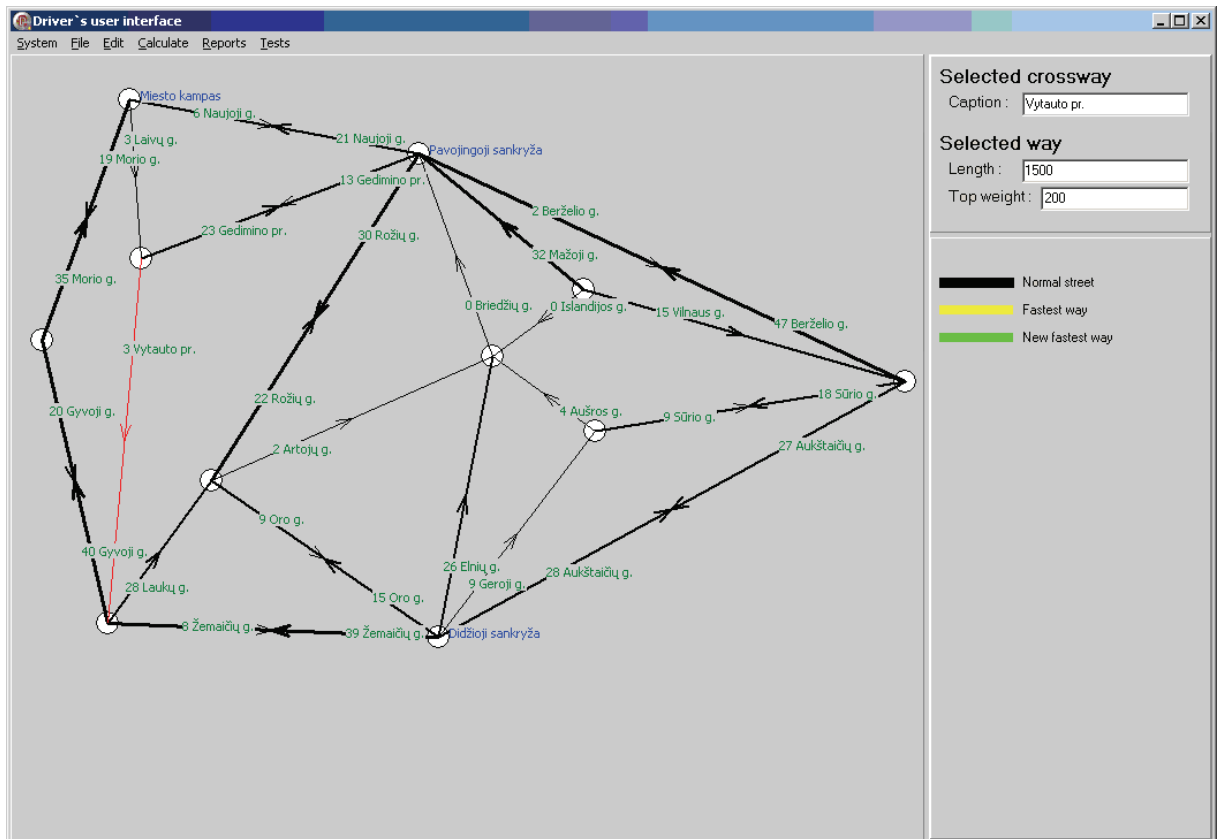 Driver`s user interface
System File Edit Calculate Reports Tests
Miesto kampas
6 Naujoji g.
3 Laivų g.
21 Naujoji g.
Pavojingoji sankryža
19 Morio g.
13 Gedimino pr.
2 Berželio g.
23 Gedimino pr.
30 Rožių g.
32 Mažoji g.
35 Morio g.
0 Briedžių g.
0 Islandijos g.
15 Vilnaus g.
47 Berželio g.
3 Vytauto pr.
18 Sūrio g.
22 Rožių g.
20 Gyvoji g.
4 Aušros g.
9 Sūrio g.
2 Artojų g.
27 Aukštaičių g.
9 Oro g.
40 Gyvoji g.
26 Elnių g.
28 Aukštaičių g.
28 Laukų g.
9 Geroji g.
15 Oro g.
8 Žemaičių g.
39 Žemaičių g.
Didžioji sankryža
Selected crossway
Caption : Vytauto pr.
Selected way
Length : 1500
Top weight : 200
Normal street
Fastest way
New fastest way